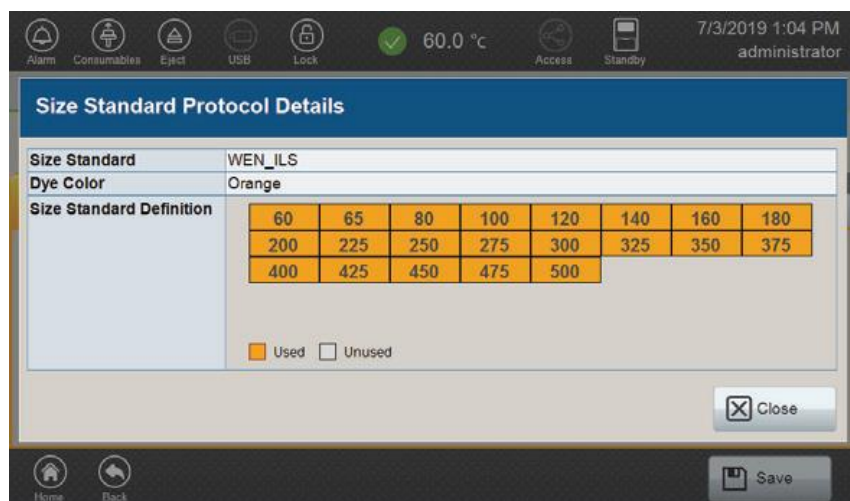 Alarm Consumables Eject USB Lock 60.0 °c Access Standby 7/3/2019 1:04 PM
administrator
Size Standard Protocol Details
Size Standard WEN_ILS
Dye Color Orange
Size Standard Definition
60 65 80 100 120 140 160 180
200 225 250 275 300 325 350 375
400 425 450 475 500
Used Unused
Close
Home Back Save